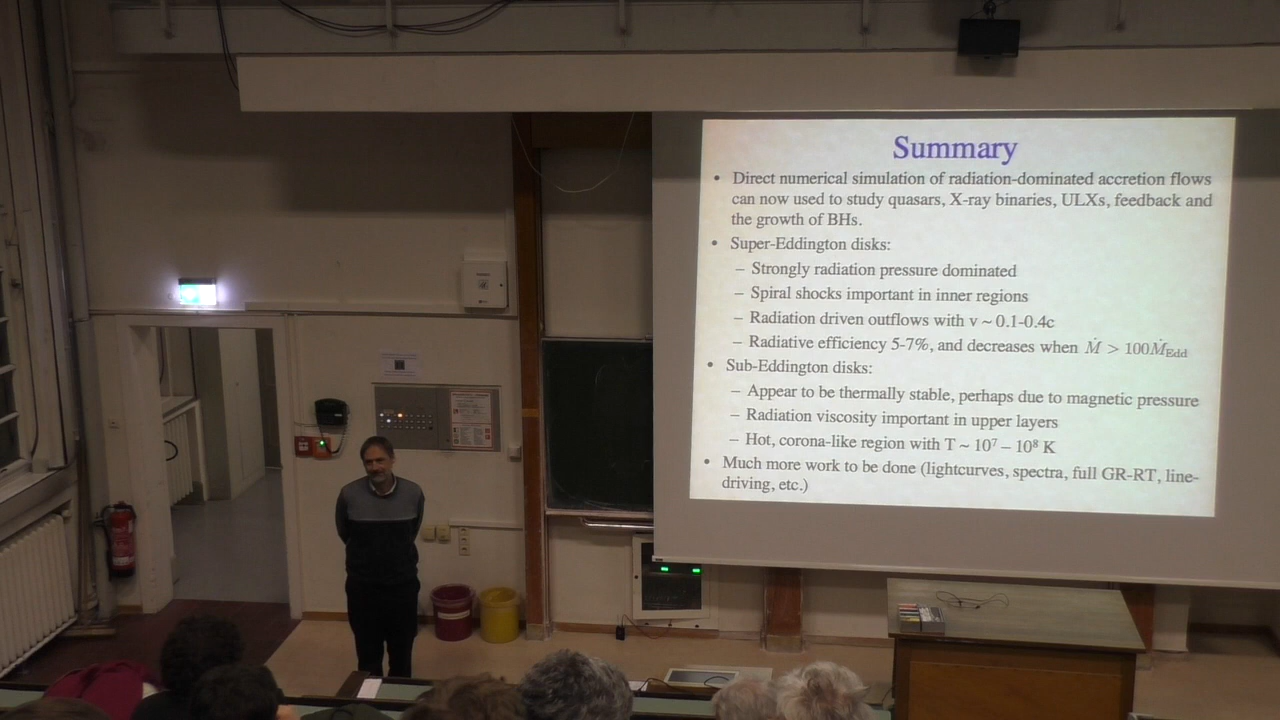 Summary
• Direct numerical simulation of radiation-dominated accretion flows
can now used to study quasars, X-ray binaries, ULXs, feedback and
the growth of BHs.
• Super-Eddington disks:
– Strongly radiation pressure dominated
– Spiral shocks important in inner regions
– Radiation driven outflows with v ~ 0.1-0.4c
– Radiative efficiency 5-7%, and decreases when Ṁ > 100Ṁ_Edd
• Sub-Eddington disks:
– Appear to be thermally stable, perhaps due to magnetic pressure
– Radiation viscosity important in upper layers
– Hot, corona-like region with T ~ 10⁷ – 10⁸ K
• Much more work to be done (lightcurves, spectra, full GR-RT, line-
driving, etc.)